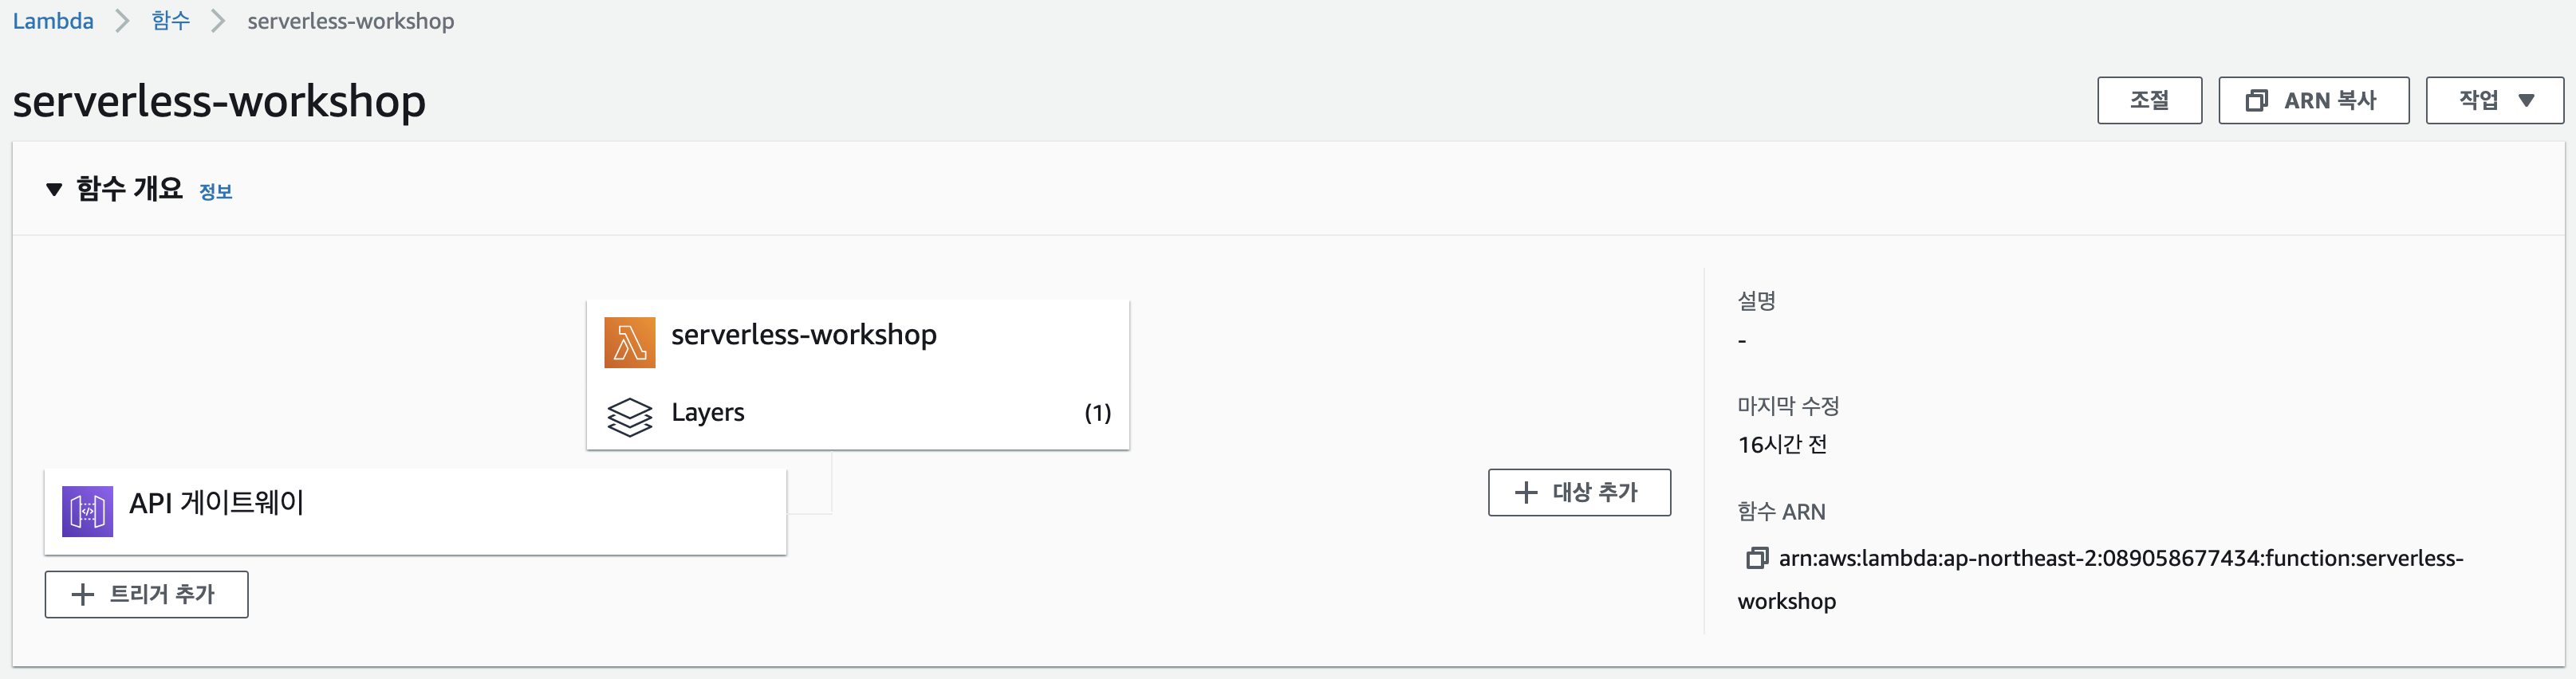 Lambda > 함수 > serverless-workshop
serverless-workshop
조절
ARN 복사
작업
함수 개요 정보
serverless-workshop
Layers (1)
API 게이트웨이
트리거 추가
대상 추가
설명
-
마지막 수정
16시간 전
함수 ARN
arn:aws:lambda:ap-northeast-2:089058677434:function:serverless-
workshop